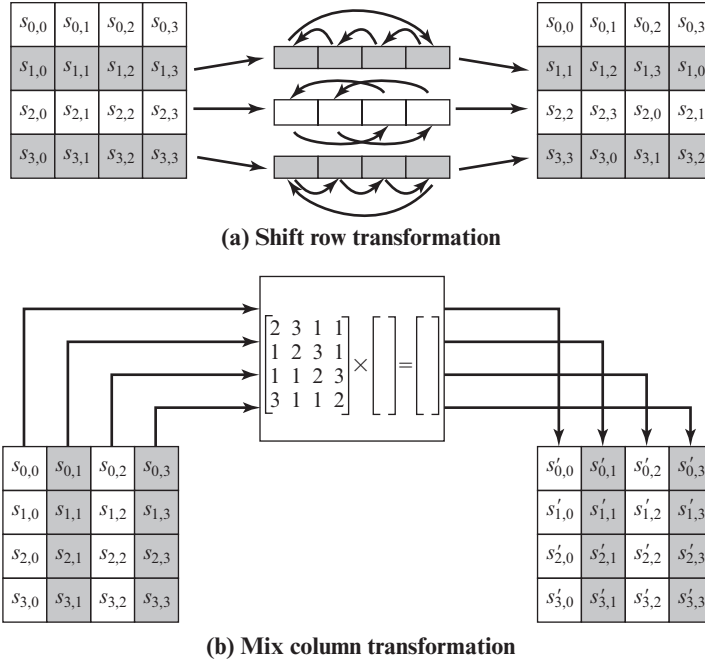 s0,0 s0,1 s0,2 s0,3 s0,0 s0,1 s0,2 s0,3
s1,0 s1,1 s1,2 s1,3 s1,1 s1,2 s1,3 s1,0
s2,0 s2,1 s2,2 s2,3 s2,2 s2,3 s2,0 s2,1
s3,0 s3,1 s3,2 s3,3 s3,3 s3,0 s3,1 s3,2
(a) Shift row transformation
2 3 1 1
1 2 3 1
1 1 2 3
3 1 1 2
× =
s0,0 s0,1 s0,2 s0,3 s′0,0 s′0,1 s′0,2 s′0,3
s1,0 s1,1 s1,2 s1,3 s′1,0 s′1,1 s′1,2 s′1,3
s2,0 s2,1 s2,2 s2,3 s′2,0 s′2,1 s′2,2 s′2,3
s3,0 s3,1 s3,2 s3,3 s′3,0 s′3,1 s′3,2 s′3,3
(b) Mix column transformation